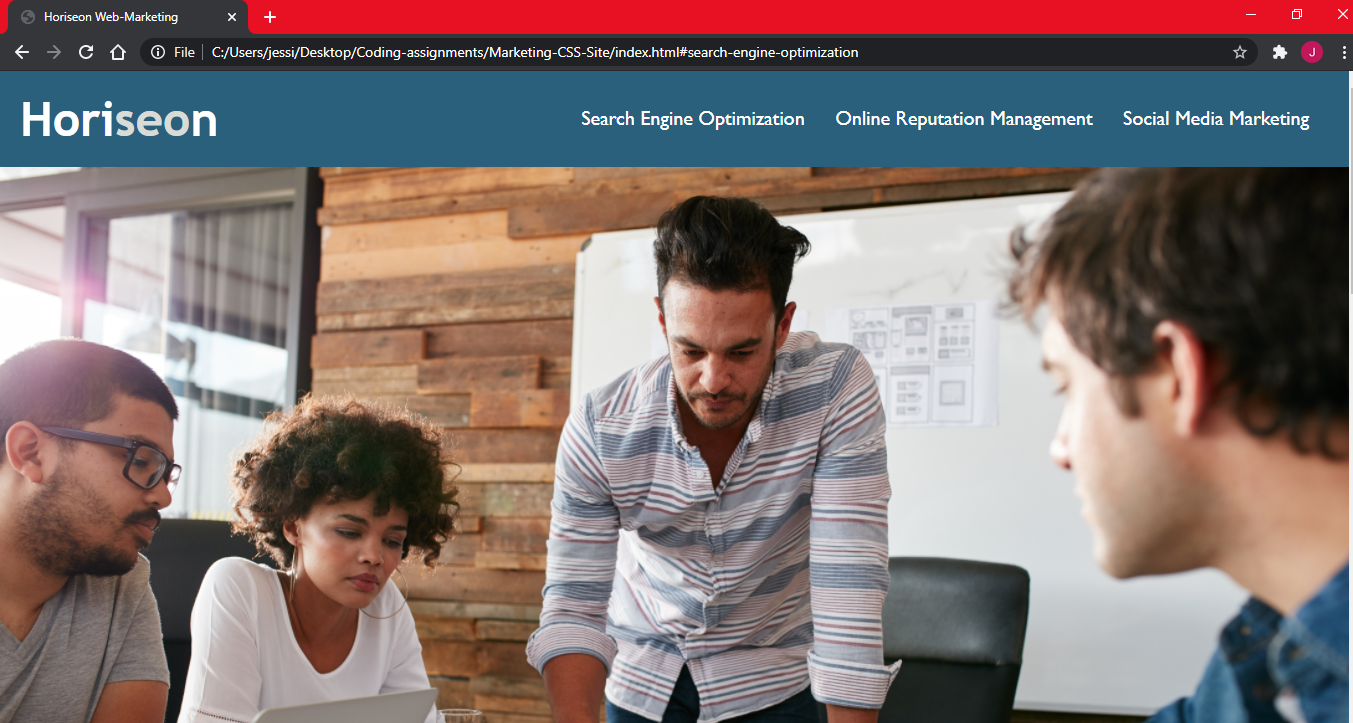 Horiseon Web-Marketing
File C:/Users/jessi/Desktop/Coding-assignments/Marketing-CSS-Site/index.html#search-engine-optimization J
Horiseon Search Engine Optimization Online Reputation Management Social Media Marketing